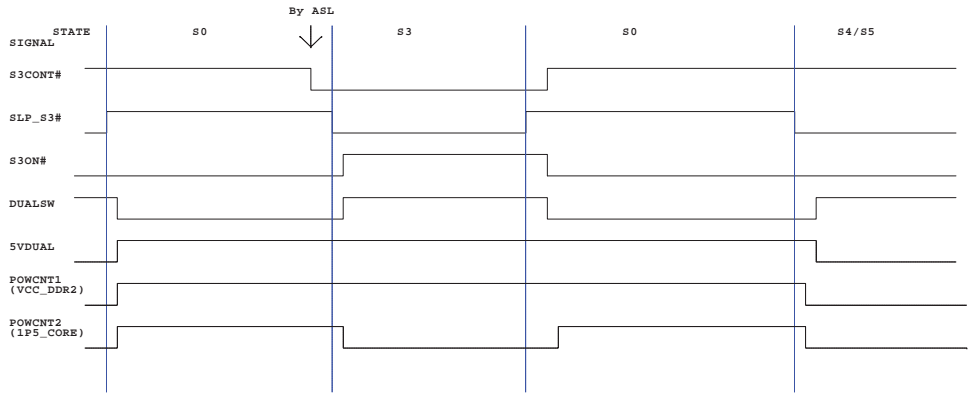 By ASL
STATE S0 S3 S0 S4/S5
SIGNAL
S3CONT#
SLP_S3#
S3ON#
DUALSW
5VDUAL
POWCNT1
(VCC_DDR2)
POWCNT2
(1P5_CORE)